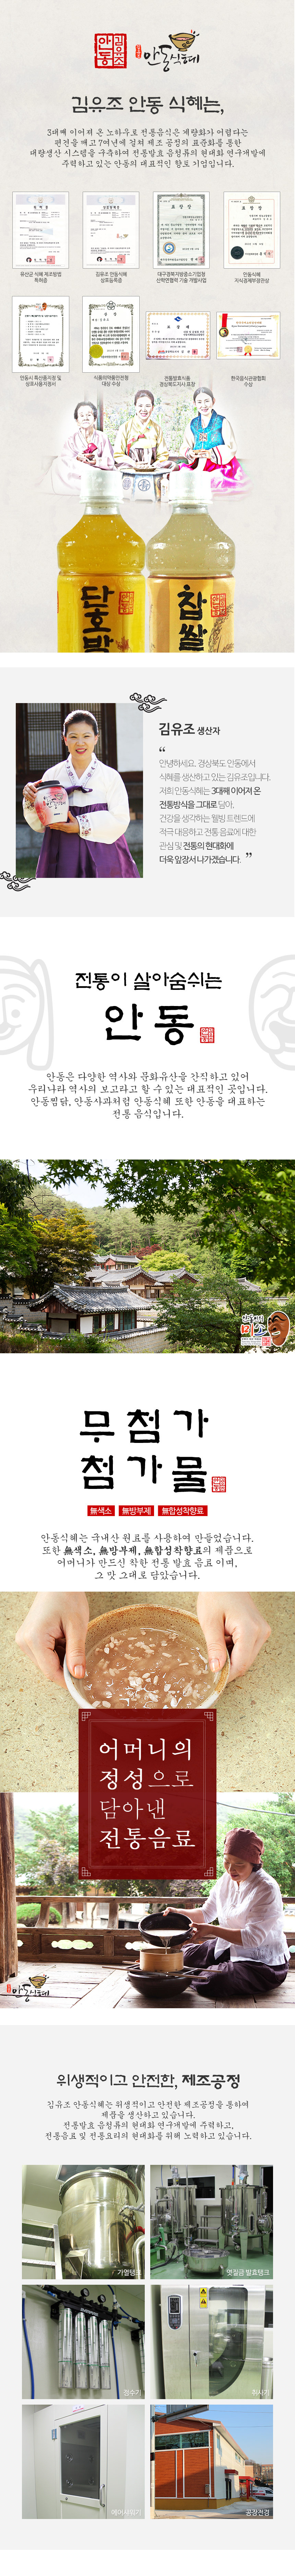 김유조
안동
안동식혜
김유조 안동 식혜는,
3대째 이어져 온 노하우로 전통음식은 계량화가 어렵다는
편견을 깨고 7여년에 걸쳐 제조 공정의 표준화를 통한
대량생산 시스템을 구축하여 전통발효 음청류의 현대화 연구개발에
주력하고 있는 안동의 대표적인 향토 기업입니다.
유산균 식혜 제조방법
특허증
김유조 안동식혜
상표등록증
대구경북지방중소기업청
산학연협력 기술 개발사업
안동식혜
지식경제부장관상
안동시 특산품지정 및
상표사용자정서
식품의약품안전청
대상 수상
전통발효식품
경상북도지사 표창
한국음식관광협회
수상
단호박
찹쌀
김유조 생산자
안녕하세요. 경상북도 안동에서
식혜를 생산하고 있는 김유조입니다.
저희 안동식혜는 3대째 이어져 온
전통방식을 그대로 담아,
건강을 생각하는 웰빙 트렌드에
적극 대응하고 전통 음료에 대한
관심 및 전통의 현대화에
더욱 앞장서 나가겠습니다.
전통이 살아숨쉬는
안동
안동은 다양한 역사와 문화유산을 간직하고 있어
우리나라 역사의 보고라고 할 수 있는 대표적인 곳입니다.
안동찜닭, 안동사과처럼 안동식혜 또한 안동을 대표하는
전통 음식입니다.
무첨가
첨가물
無색소 無방부제 無합성착향료
안동식혜는 국내산 원료를 사용하여 만들었습니다.
또한 無색소, 無방부제, 無합성착향료의 제품으로
어머니가 만드신 착한 전통 발효 음료 이며,
그 맛 그대로 담았습니다.
어머니의
정성으로
담아낸
전통음료
안동식혜
위생적이고 안전한, 제조공정
김유조 안동식혜는 위생적이고 안전한 제조공정을 통하여
제품을 생산하고 있습니다.
전통발효 음청류의 현대화 연구개발에 주력하고,
전통음료 및 전통요리의 현대화를 위해 노력하고 있습니다.
가열탱크
엿질금 발효탱크
정수기
취사기
에어샤워기
공장전경